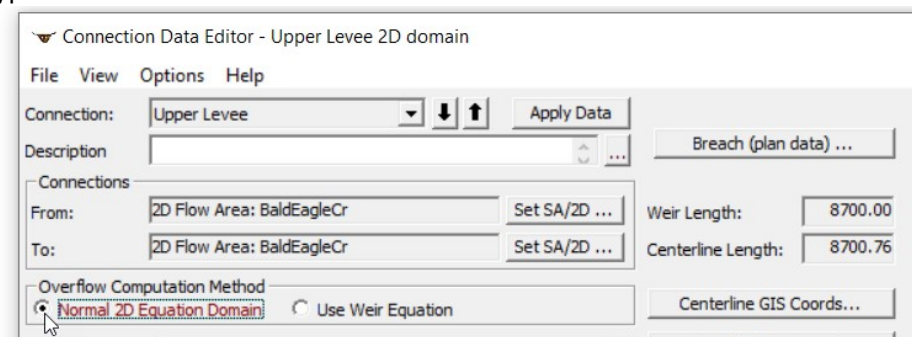 Connection Data Editor - Upper Levee 2D domain
File View Options Help
Connection: Upper Levee Apply Data
Breach (plan data) ...
Description ...
Connections
From: 2D Flow Area: BaldEagleCr Set SA/2D ... Weir Length: 8700.00
To: 2D Flow Area: BaldEagleCr Set SA/2D ... Centerline Length: 8700.76
Overflow Computation Method
Normal 2D Equation Domain Use Weir Equation Centerline GIS Coords...